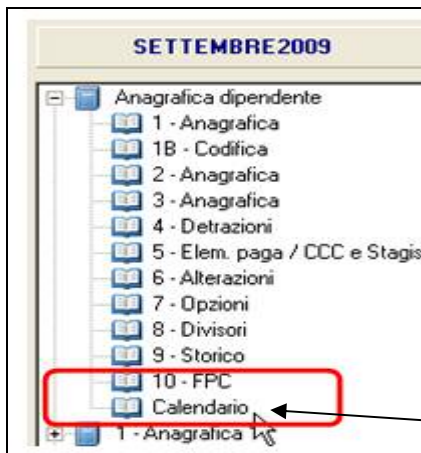 SETTEMBRE2009
Anagrafica dipendente
1 - Anagrafica
1B - Codifica
2 - Anagrafica
3 - Anagrafica
4 - Detrazioni
5 - Elem. paga / CCC e Stagis
6 - Alterazioni
7 - Opzioni
8 - Divisori
9 - Storico
10 - FPC
Calendario
1 - Anagrafica